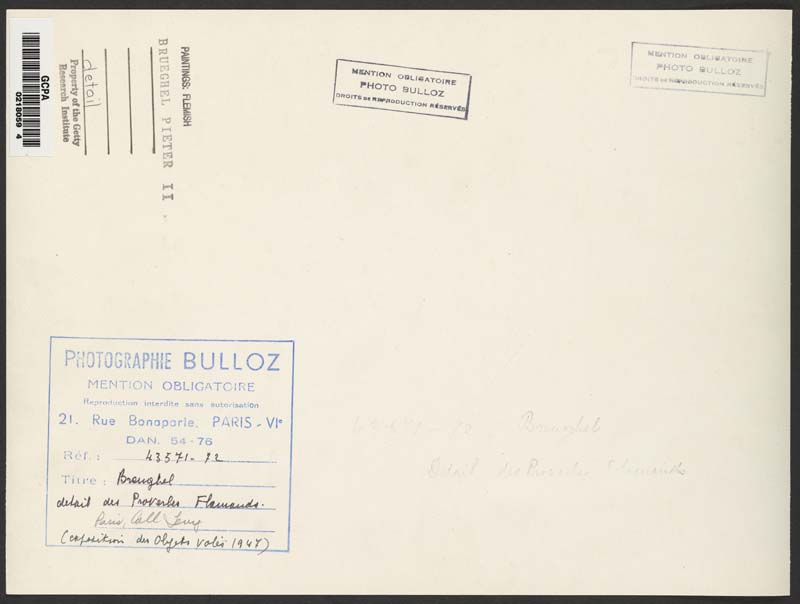 GCPA
0218059 4
Property of the Getty
Research Institute
detail
BRUEGHEL PIETER II.
PAINTINGS: FLEMISH
MENTION OBLIGATOIRE
PHOTO BULLOZ
DROITS DE REPRODUCTION RÉSERVÉS
MENTION OBLIGATOIRE
PHOTO BULLOZ
DROITS DE REPRODUCTION RÉSERVÉS
PHOTOGRAPHIE BULLOZ
MENTION OBLIGATOIRE
Reproduction interdite sans autorisation
21. Rue Bonaparte, PARIS - VIe
DAN. 54-76
Réf.: 43571-72
Titre: Breughel
detail des Proverbes Flamands.
Paris, Coll Levy
(exposition des Objets volés 1947)
Breughel
Detail des Proverbes Flamands